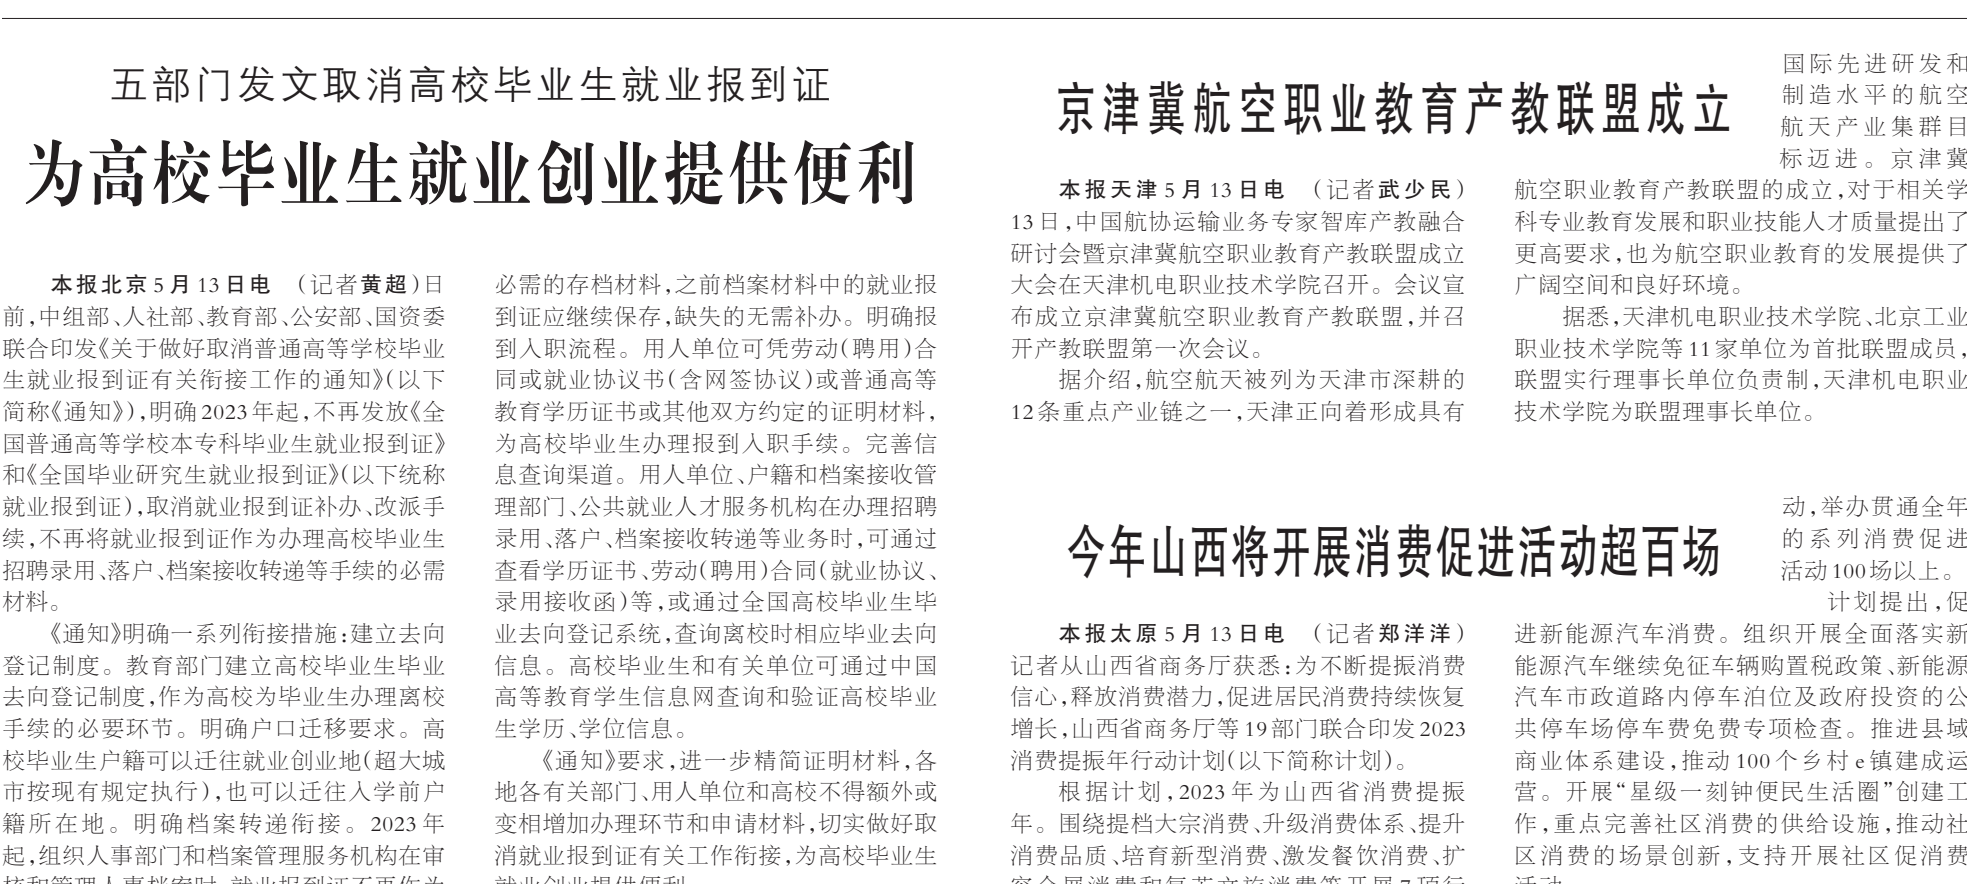 五部门发文取消高校毕业生就业报到证
为高校毕业生就业创业提供便利
本报北京5月13日电　（记者黄超）日
前，中组部、人社部、教育部、公安部、国资委
联合印发《关于做好取消普通高等学校毕业
生就业报到证有关衔接工作的通知》（以下
简称《通知》），明确2023年起，不再发放《全
国普通高等学校本专科毕业生就业报到证》
和《全国毕业研究生就业报到证》（以下统称
就业报到证），取消就业报到证补办、改派手
续，不再将就业报到证作为办理高校毕业生
招聘录用、落户、档案接收转递等手续的必需
材料。
《通知》明确一系列衔接措施：建立去向
登记制度。教育部门建立高校毕业生毕业
去向登记制度，作为高校为毕业生办理离校
手续的必要环节。明确户口迁移要求。高
校毕业生户籍可以迁往就业创业地（超大城
市按现有规定执行），也可以迁往入学前户
籍所在地。明确档案转递衔接。2023年
起，组织人事部门和档案管理服务机构在审
核和管理人事档案时，就业报到证不再作为
必需的存档材料，之前档案材料中的就业报
到证应继续保存，缺失的无需补办。明确报
到入职流程。用人单位可凭劳动（聘用）合
同或就业协议书（含网签协议）或普通高等
教育学历证书或其他双方约定的证明材料，
为高校毕业生办理报到入职手续。完善信
息查询渠道。用人单位、户籍和档案接收管
理部门、公共就业人才服务机构在办理招聘
录用、落户、档案接收转递等业务时，可通过
查看学历证书、劳动（聘用）合同（就业协议、
录用接收函）等，或通过全国高校毕业生毕
业去向登记系统，查询离校时相应毕业去向
信息。高校毕业生和有关单位可通过中国
高等教育学生信息网查询和验证高校毕业
生学历、学位信息。
《通知》要求，进一步精简证明材料，各
地各有关部门、用人单位和高校不得额外或
变相增加办理环节和申请材料，切实做好取
消就业报到证有关工作衔接，为高校毕业生
就业创业提供便利。
京津冀航空职业教育产教联盟成立
本报天津5月13日电　（记者武少民）
13日，中国航协运输业务专家智库产教融合
研讨会暨京津冀航空职业教育产教联盟成立
大会在天津机电职业技术学院召开。会议宣
布成立京津冀航空职业教育产教联盟，并召
开产教联盟第一次会议。
据介绍，航空航天被列为天津市深耕的
12条重点产业链之一，天津正向着形成具有
国际先进研发和
制造水平的航空
航天产业集群目
标迈进。京津冀
航空职业教育产教联盟的成立，对于相关学
科专业教育发展和职业技能人才质量提出了
更高要求，也为航空职业教育的发展提供了
广阔空间和良好环境。
据悉，天津机电职业技术学院、北京工业
职业技术学院等11家单位为首批联盟成员，
联盟实行理事长单位负责制，天津机电职业
技术学院为联盟理事长单位。
今年山西将开展消费促进活动超百场
本报太原5月13日电　（记者郑洋洋）
记者从山西省商务厅获悉：为不断提振消费
信心，释放消费潜力，促进居民消费持续恢复
增长，山西省商务厅等19部门联合印发2023
消费提振年行动计划（以下简称计划）。
根据计划，2023年为山西省消费提振
年。围绕提档大宗消费、升级消费体系、提升
消费品质、培育新型消费、激发餐饮消费、扩
容会展消费和复苏文旅消费等开展7项行
动，举办贯通全年
的系列消费促进
活动100场以上。
计划提出，促
进新能源汽车消费。组织开展全面落实新
能源汽车继续免征车辆购置税政策、新能源
汽车市政道路内停车泊位及政府投资的公
共停车场停车费免费专项检查。推进县域
商业体系建设，推动100个乡村e镇建成运
营。开展“星级一刻钟便民生活圈”创建工
作，重点完善社区消费的供给设施，推动社
区消费的场景创新，支持开展社区促消费
活动。